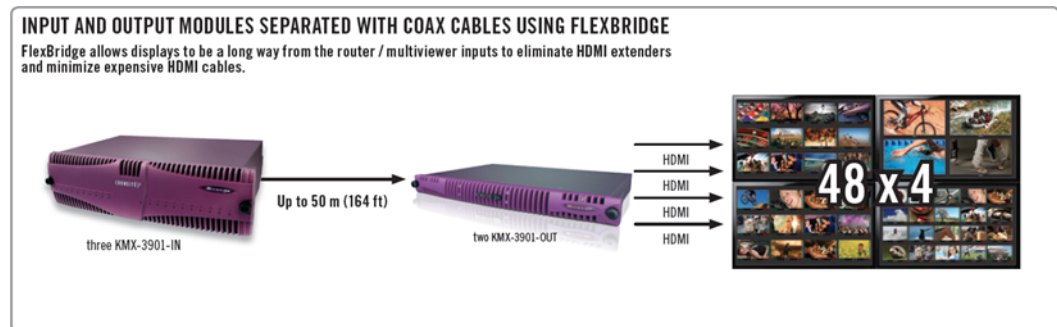 INPUT AND OUTPUT MODULES SEPARATED WITH COAX CABLES USING FLEXBRIDGE
FlexBridge allows displays to be a long way from the router / multiviewer inputs to eliminate HDMI extenders
and minimize expensive HDMI cables.
Up to 50 m (164 ft)
three KMX-3901-IN
two KMX-3901-OUT
HDMI
HDMI
HDMI
HDMI
48 x 4